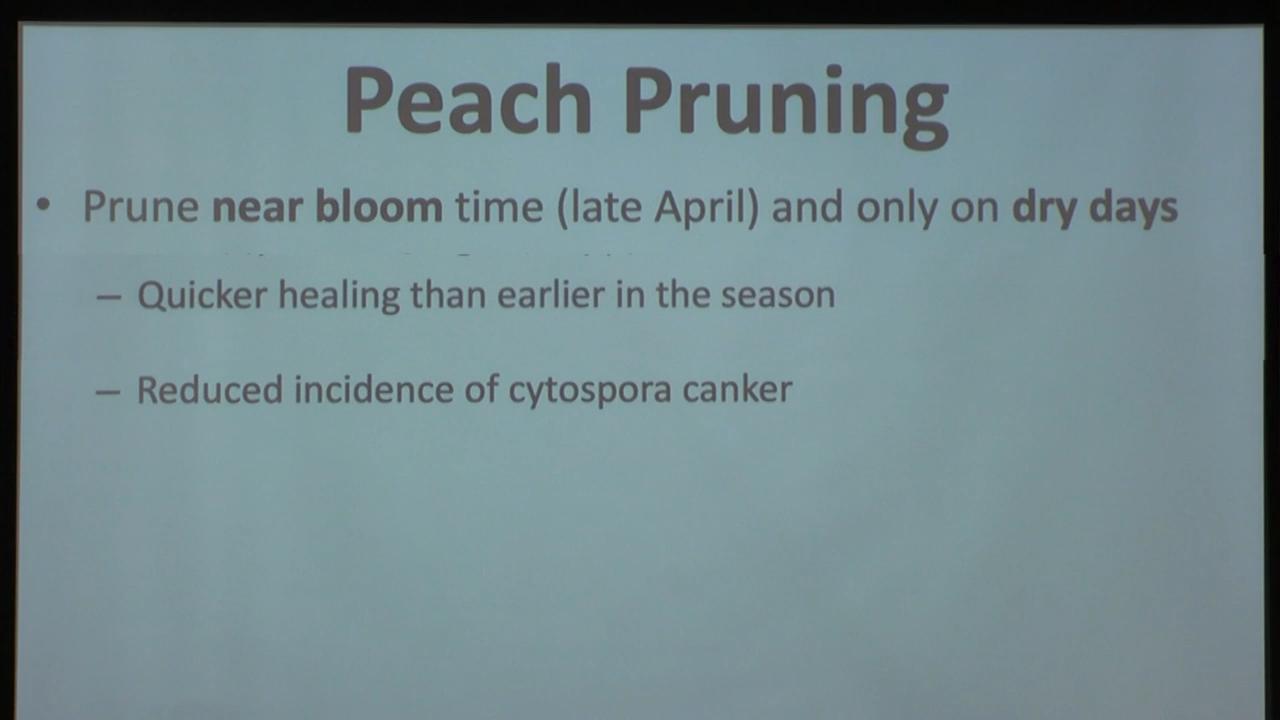 Peach Pruning
• Prune near bloom time (late April) and only on dry days
– Quicker healing than earlier in the season
– Reduced incidence of cytospora canker